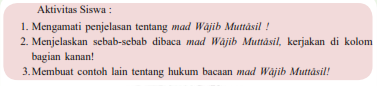 Aktivitas Siswa :
1. Mengamati penjelasan tentang mad Wājib Muttāsil !
2. Menjelaskan sebab-sebab dibaca mad Wājib Muttāsil, kerjakan di kolom
bagian kanan!
3. Membuat contoh lain tentang hukum bacaan mad Wājib Muttāsil!